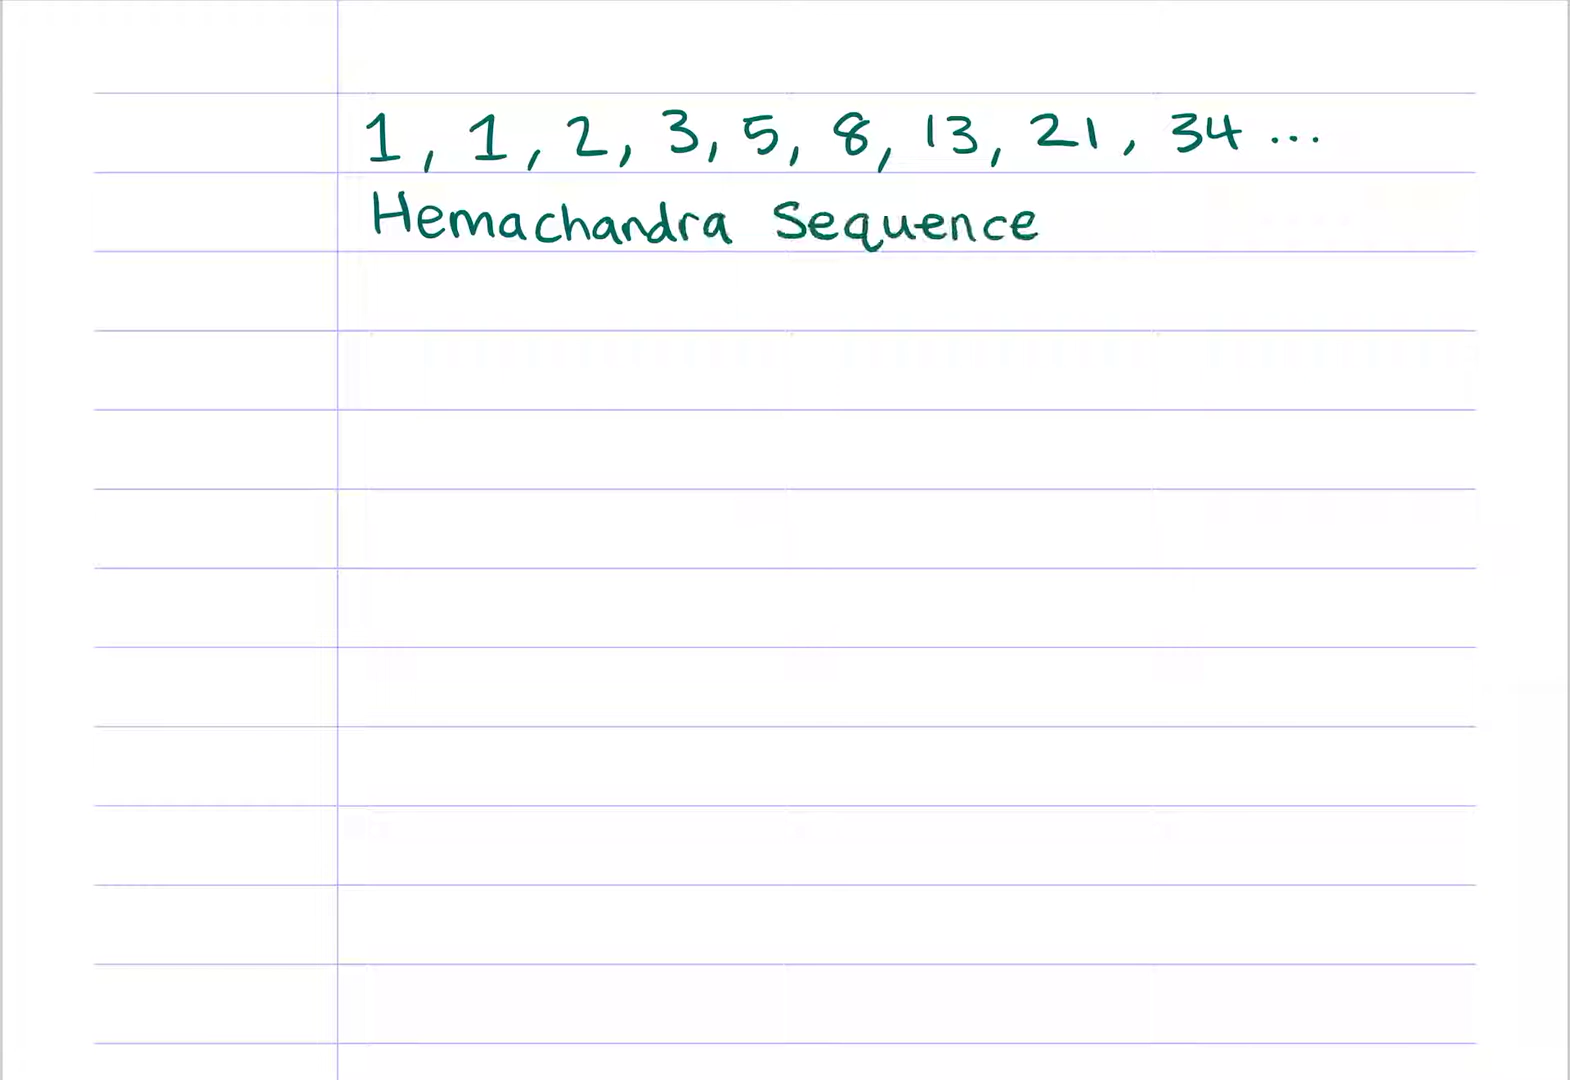 1, 1, 2, 3, 5, 8, 13, 21, 34 ...
Hemachandra Sequence